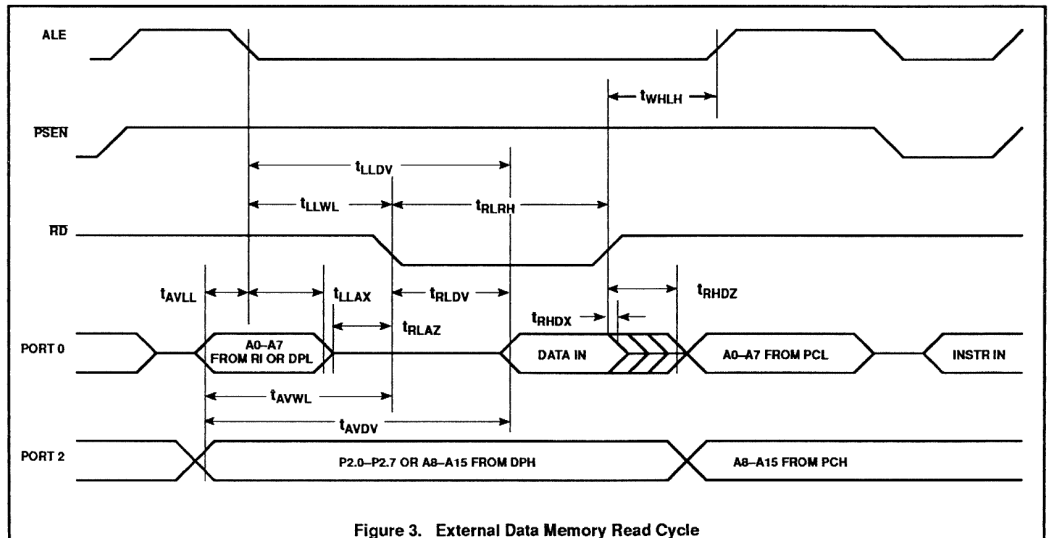 ALE
tWHLH
PSEN
tLLDV
tLLWL
tRLRH
RD
tAVLL
tLLAX
tRLDV
tRHDZ
tRLAZ
tRHDX
PORT 0
A0–A7
FROM RI OR DPL
DATA IN
A0–A7 FROM PCL
INSTR IN
tAVWL
tAVDV
PORT 2
P2.0–P2.7 OR A8–A15 FROM DPH
A8–A15 FROM PCH
Figure 3. External Data Memory Read Cycle